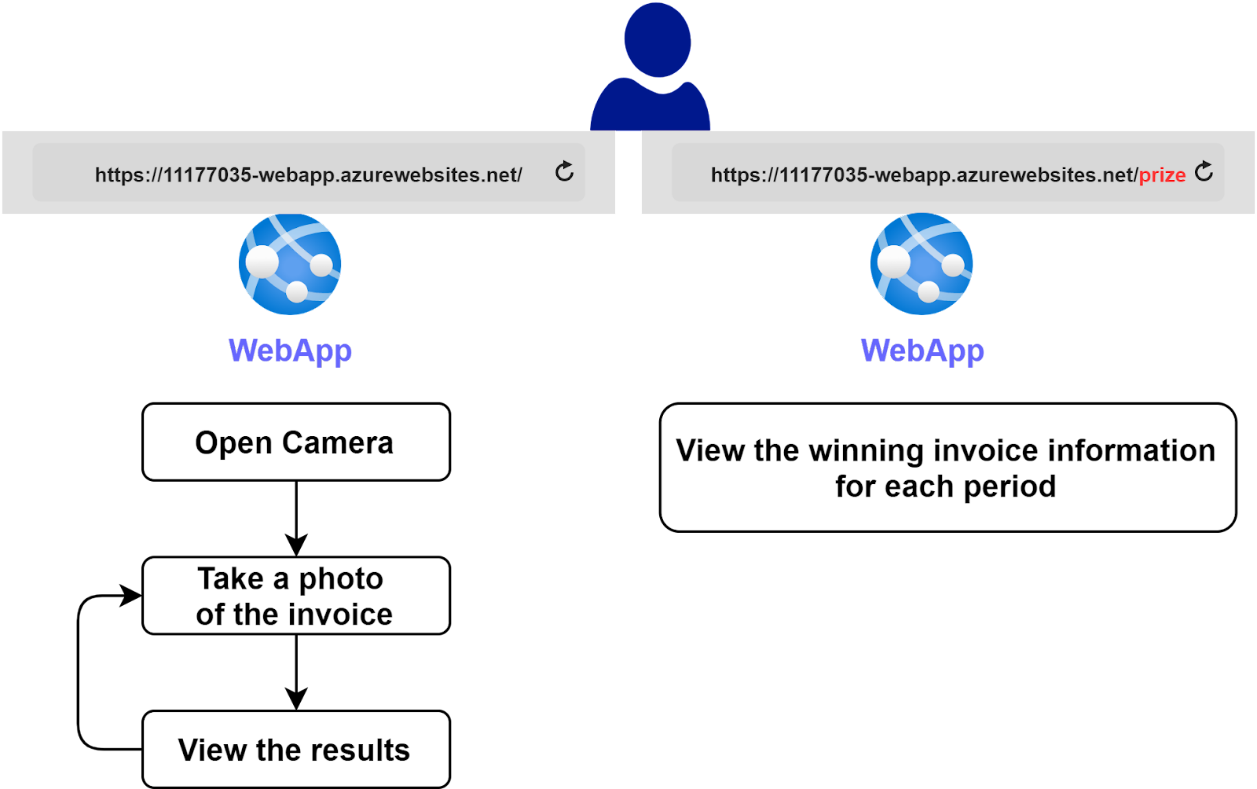 https://11177035-webapp.azurewebsites.net/
WebApp
Open Camera
Take a photo
of the invoice
View the results
https://11177035-webapp.azurewebsites.net/prize
WebApp
View the winning invoice information
for each period